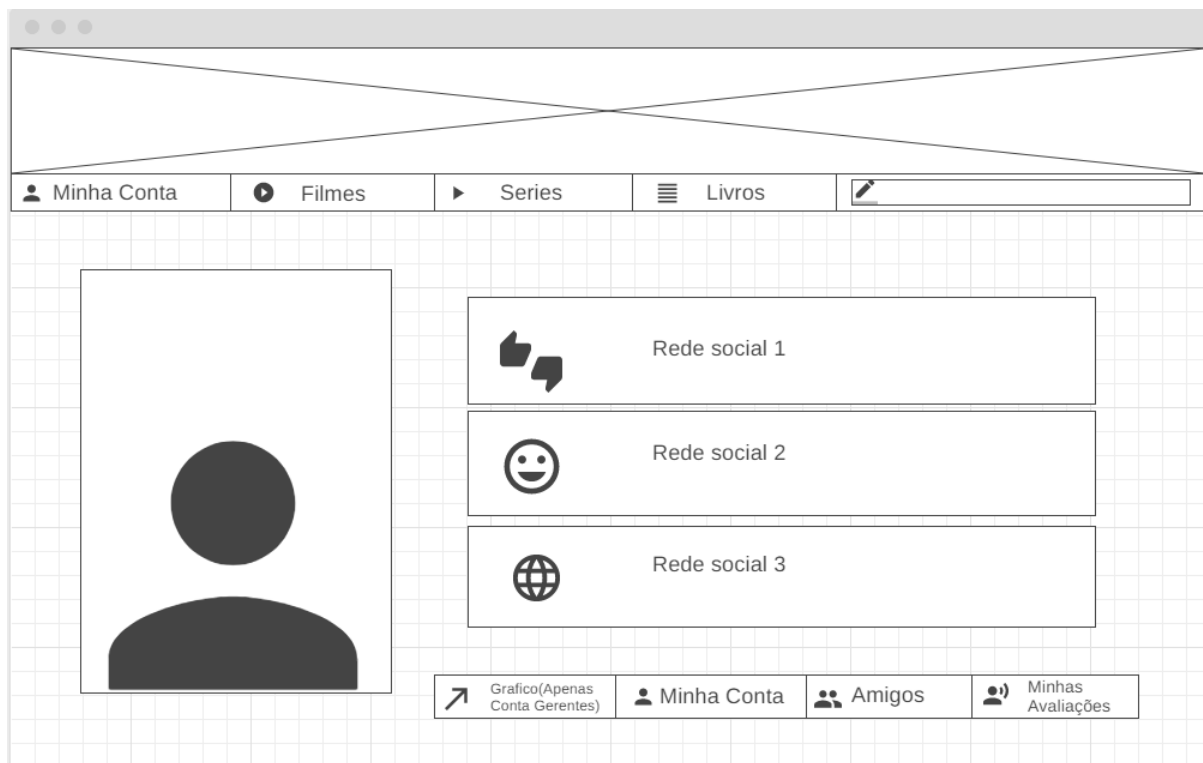 Minha Conta
Filmes
Series
Livros
Rede social 1
Rede social 2
Rede social 3
Grafico(Apenas
Conta Gerentes)
Minha Conta
Amigos
Minhas
Avaliações